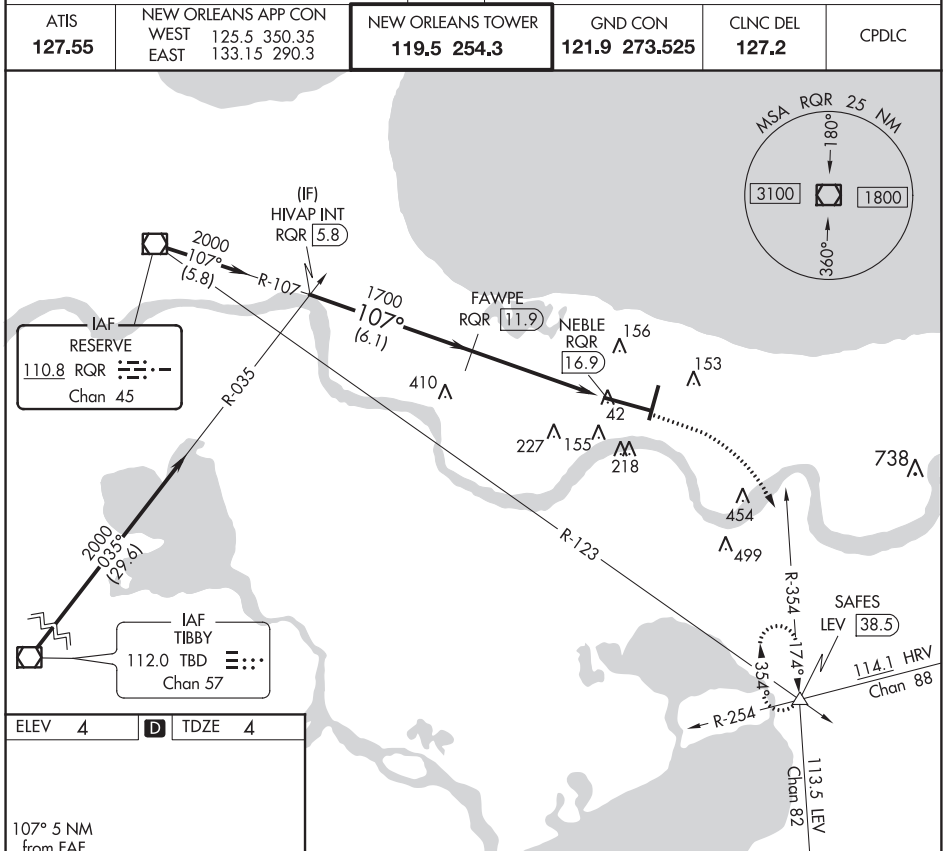 ATIS
127.55
NEW ORLEANS APP CON
WEST 125.5 350.35
EAST 133.15 290.3
NEW ORLEANS TOWER
119.5 254.3
GND CON
121.9 273.525
CLNC DEL
127.2
CPDLC
MSA RQR 25 NM
180°
3100
1800
360°
(IF)
HIVAP INT
RQR 5.8
2000
107°
(5.8)
R-107
1700
107°
(6.1)
FAWPE
RQR 11.9
NEBLE
RQR
16.9
156
153
IAF
RESERVE
110.8 RQR
Chan 45
R-035
410
42
227
155
218
738
454
499
R-123
2000
035°
(29.6)
R-354
SAFES
LEV 38.5
IAF
TIBBY
112.0 TBD
Chan 57
354°
174°
114.1 HRV
Chan 88
R-254
113.5 LEV
Chan 82
ELEV 4
D
TDZE 4
107° 5 NM
from FAF